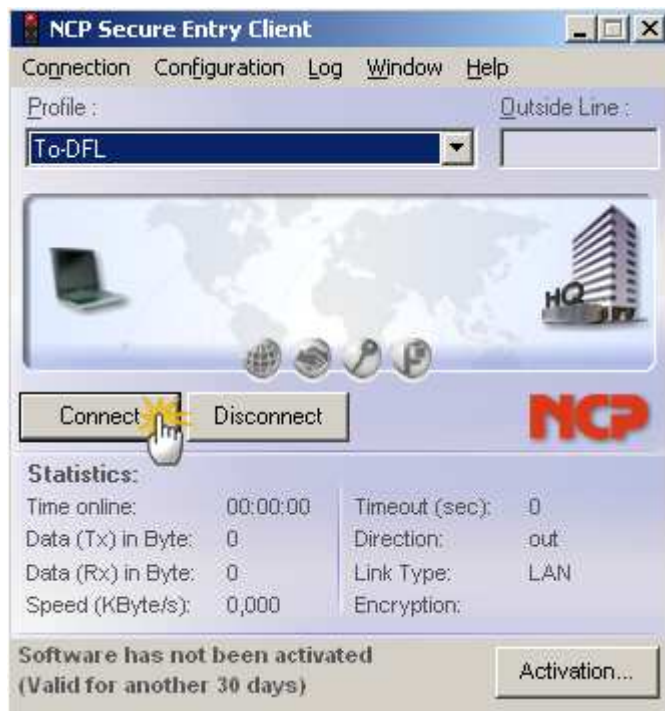 NCP Secure Entry Client
Connection Configuration Log Window Help
Profile : Outside Line :
To-DFL
HQ
Connect Disconnect
NCP
Statistics:
Time online: 00:00:00 Timeout (sec): 0
Data (Tx) in Byte: 0 Direction: out
Data (Rx) in Byte: 0 Link Type: LAN
Speed (KByte/s): 0,000 Encryption:
Software has not been activated
(Valid for another 30 days)
Activation...